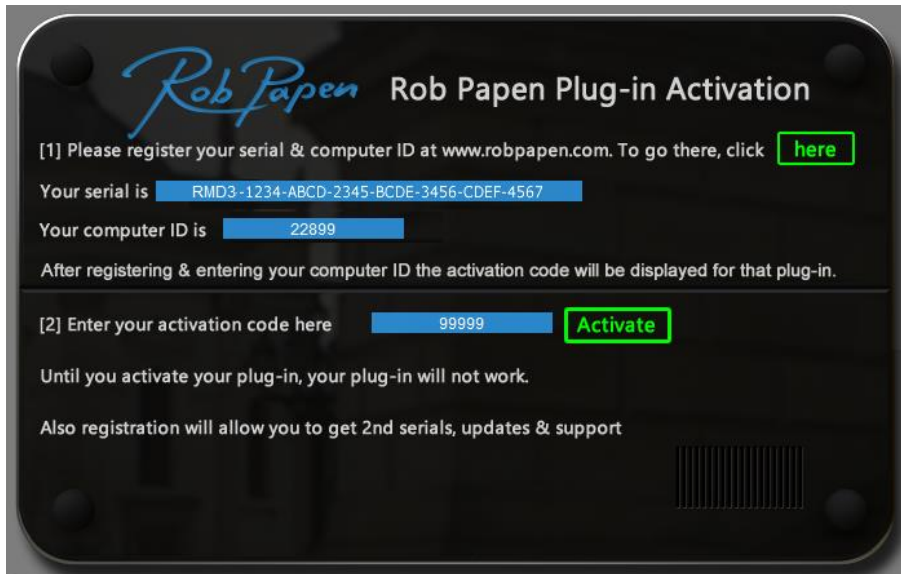 Rob Papen Rob Papen Plug-in Activation
[1] Please register your serial & computer ID at www.robpapen.com. To go there, click here
Your serial is RMD3-1234-ABCD-2345-BCDE-3456-CDEF-4567
Your computer ID is 22899
After registering & entering your computer ID the activation code will be displayed for that plug-in.
[2] Enter your activation code here 99999 Activate
Until you activate your plug-in, your plug-in will not work.
Also registration will allow you to get 2nd serials, updates & support